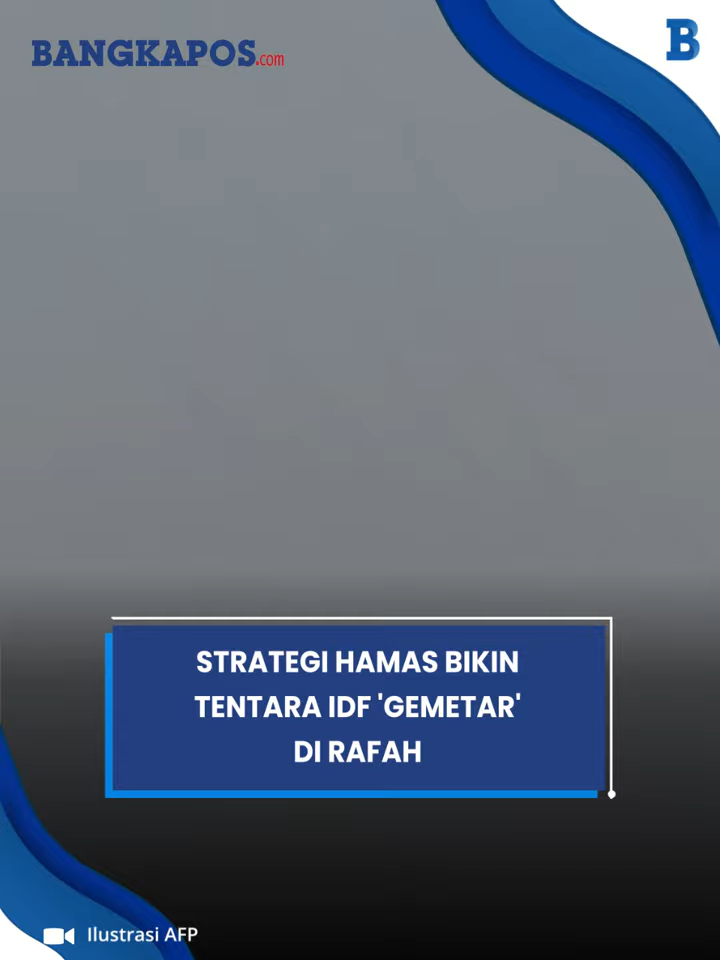 BANGKAPOS.com
B
STRATEGI HAMAS BIKIN
TENTARA IDF 'GEMETAR'
DI RAFAH
Ilustrasi AFP